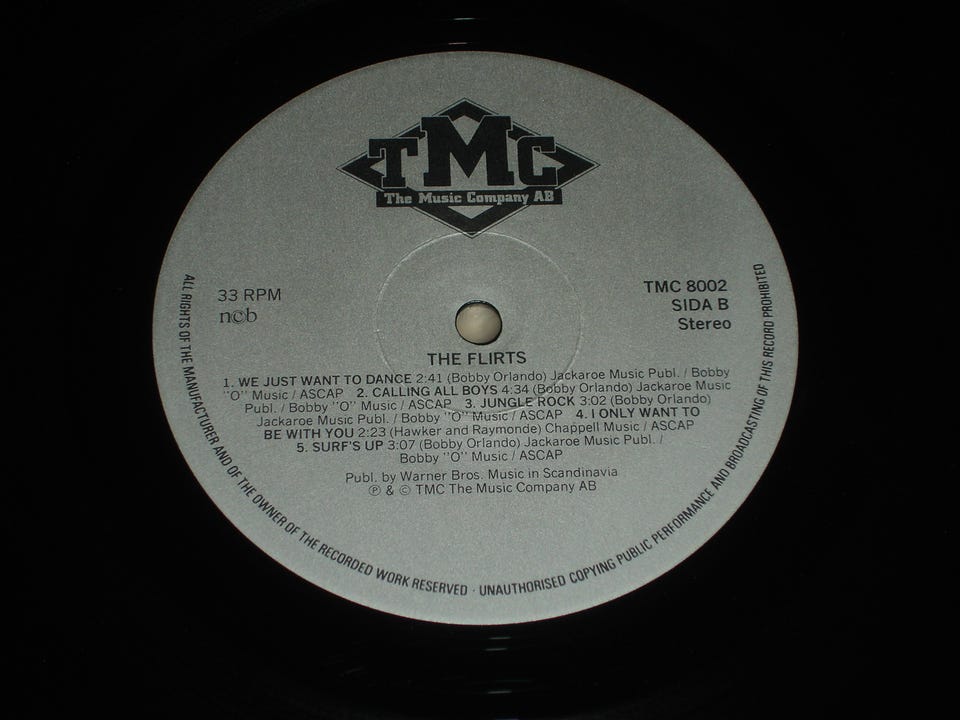 TMC
The Music Company AB
33 RPM
ncb
TMC 8002
SIDA B
Stereo
THE FLIRTS
1. WE JUST WANT TO DANCE 2:41 (Bobby Orlando) Jackaroe Music Publ. / Bobby
"O" Music / ASCAP 2. CALLING ALL BOYS 4:34 (Bobby Orlando) Jackaroe Music
Publ. / Bobby "O" Music / ASCAP 3. JUNGLE ROCK 3:02 (Bobby Orlando)
Jackaroe Music Publ. / Bobby "O" Music / ASCAP 4. I ONLY WANT TO
BE WITH YOU 2:23 (Hawker and Raymonde) Chappell Music / ASCAP
5. SURF'S UP 3:07 (Bobby Orlando) Jackaroe Music Publ. /
Bobby "O" Music / ASCAP
Publ. by Warner Bros. Music in Scandinavia
℗ & © TMC The Music Company AB
ALL RIGHTS OF THE MANUFACTURER AND OF THE OWNER OF THE RECORDED WORK RESERVED · UNAUTHORISED COPYING PUBLIC PERFORMANCE AND BROADCASTING OF THIS RECORD PROHIBITED